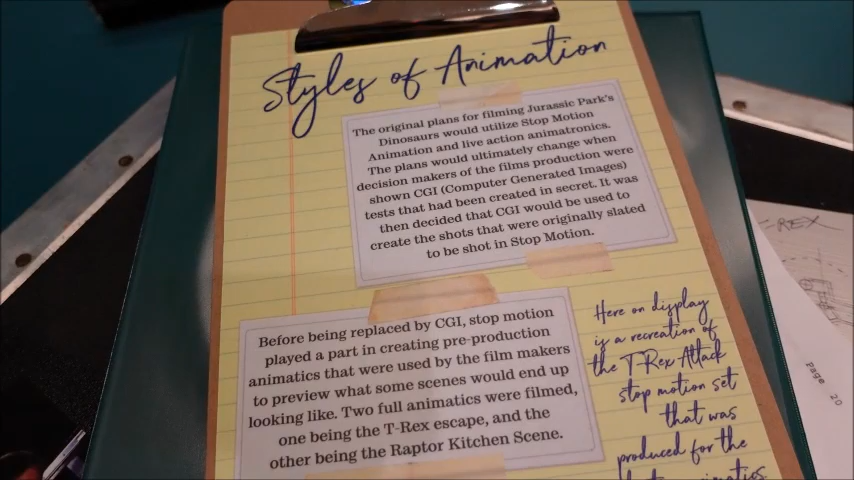 Styles of Animation
The original plans for filming Jurassic Park's
Dinosaurs would utilize Stop Motion
Animation and live action animatronics.
The plans would ultimately change when
decision makers of the films production were
shown CGI (Computer Generated Images)
tests that had been created in secret. It was
then decided that CGI would be used to
create the shots that were originally slated
to be shot in Stop Motion.
Before being replaced by CGI, stop motion
played a part in creating pre-production
animatics that were used by the film makers
to preview what some scenes would end up
looking like. Two full animatics were filmed,
one being the T-Rex escape, and the
other being the Raptor Kitchen Scene.
Here on display
is a recreation of
the T-Rex Attack
stop motion set
that was
produced for the
T-REX
Page 20